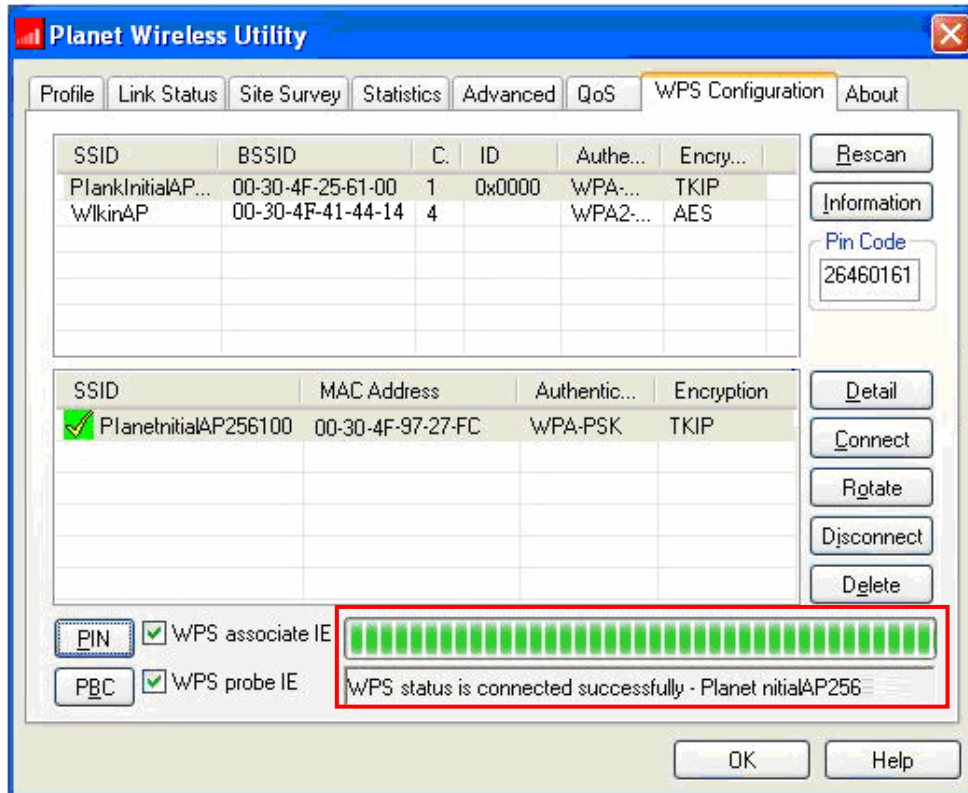 Planet Wireless Utility
Profile Link Status Site Survey Statistics Advanced QoS WPS Configuration About
SSID BSSID C. ID Authe... Encry...
PlankInitialAP... 00-30-4F-25-61-00 1 0x0000 WPA-... TKIP
WlkinAP 00-30-4F-41-44-14 4 WPA2-... AES
Rescan
Information
Pin Code
26460161
SSID MAC Address Authentic... Encryption
PlanetnitialAP256100 00-30-4F-97-27-FC WPA-PSK TKIP
Detail
Connect
Rotate
Disconnect
Delete
PIN WPS associate IE
PBC WPS probe IE WPS status is connected successfully - Planet nitialAP256
OK Help